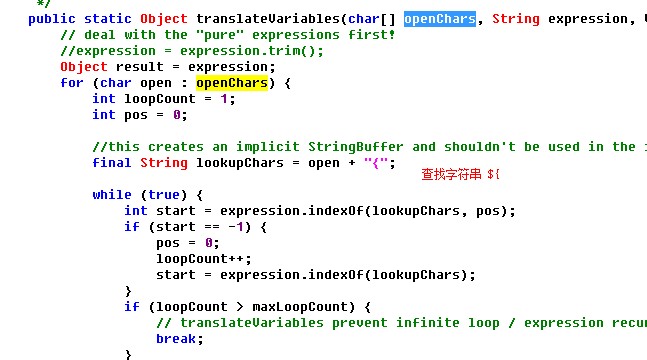 */
public static Object translateVariables(char[] openChars, String expression, V
// deal with the "pure" expressions first!
//expression = expression.trim();
Object result = expression;
for (char open : openChars) {
int loopCount = 1;
int pos = 0;
//this creates an implicit StringBuffer and shouldn't be used in the i
final String lookupChars = open + "{";
查找字符串 ${
while (true) {
int start = expression.indexOf(lookupChars, pos);
if (start == -1) {
pos = 0;
loopCount++;
start = expression.indexOf(lookupChars);
}
if (loopCount > maxLoopCount) {
// translateVariables prevent infinite loop / expression recu
break;
}